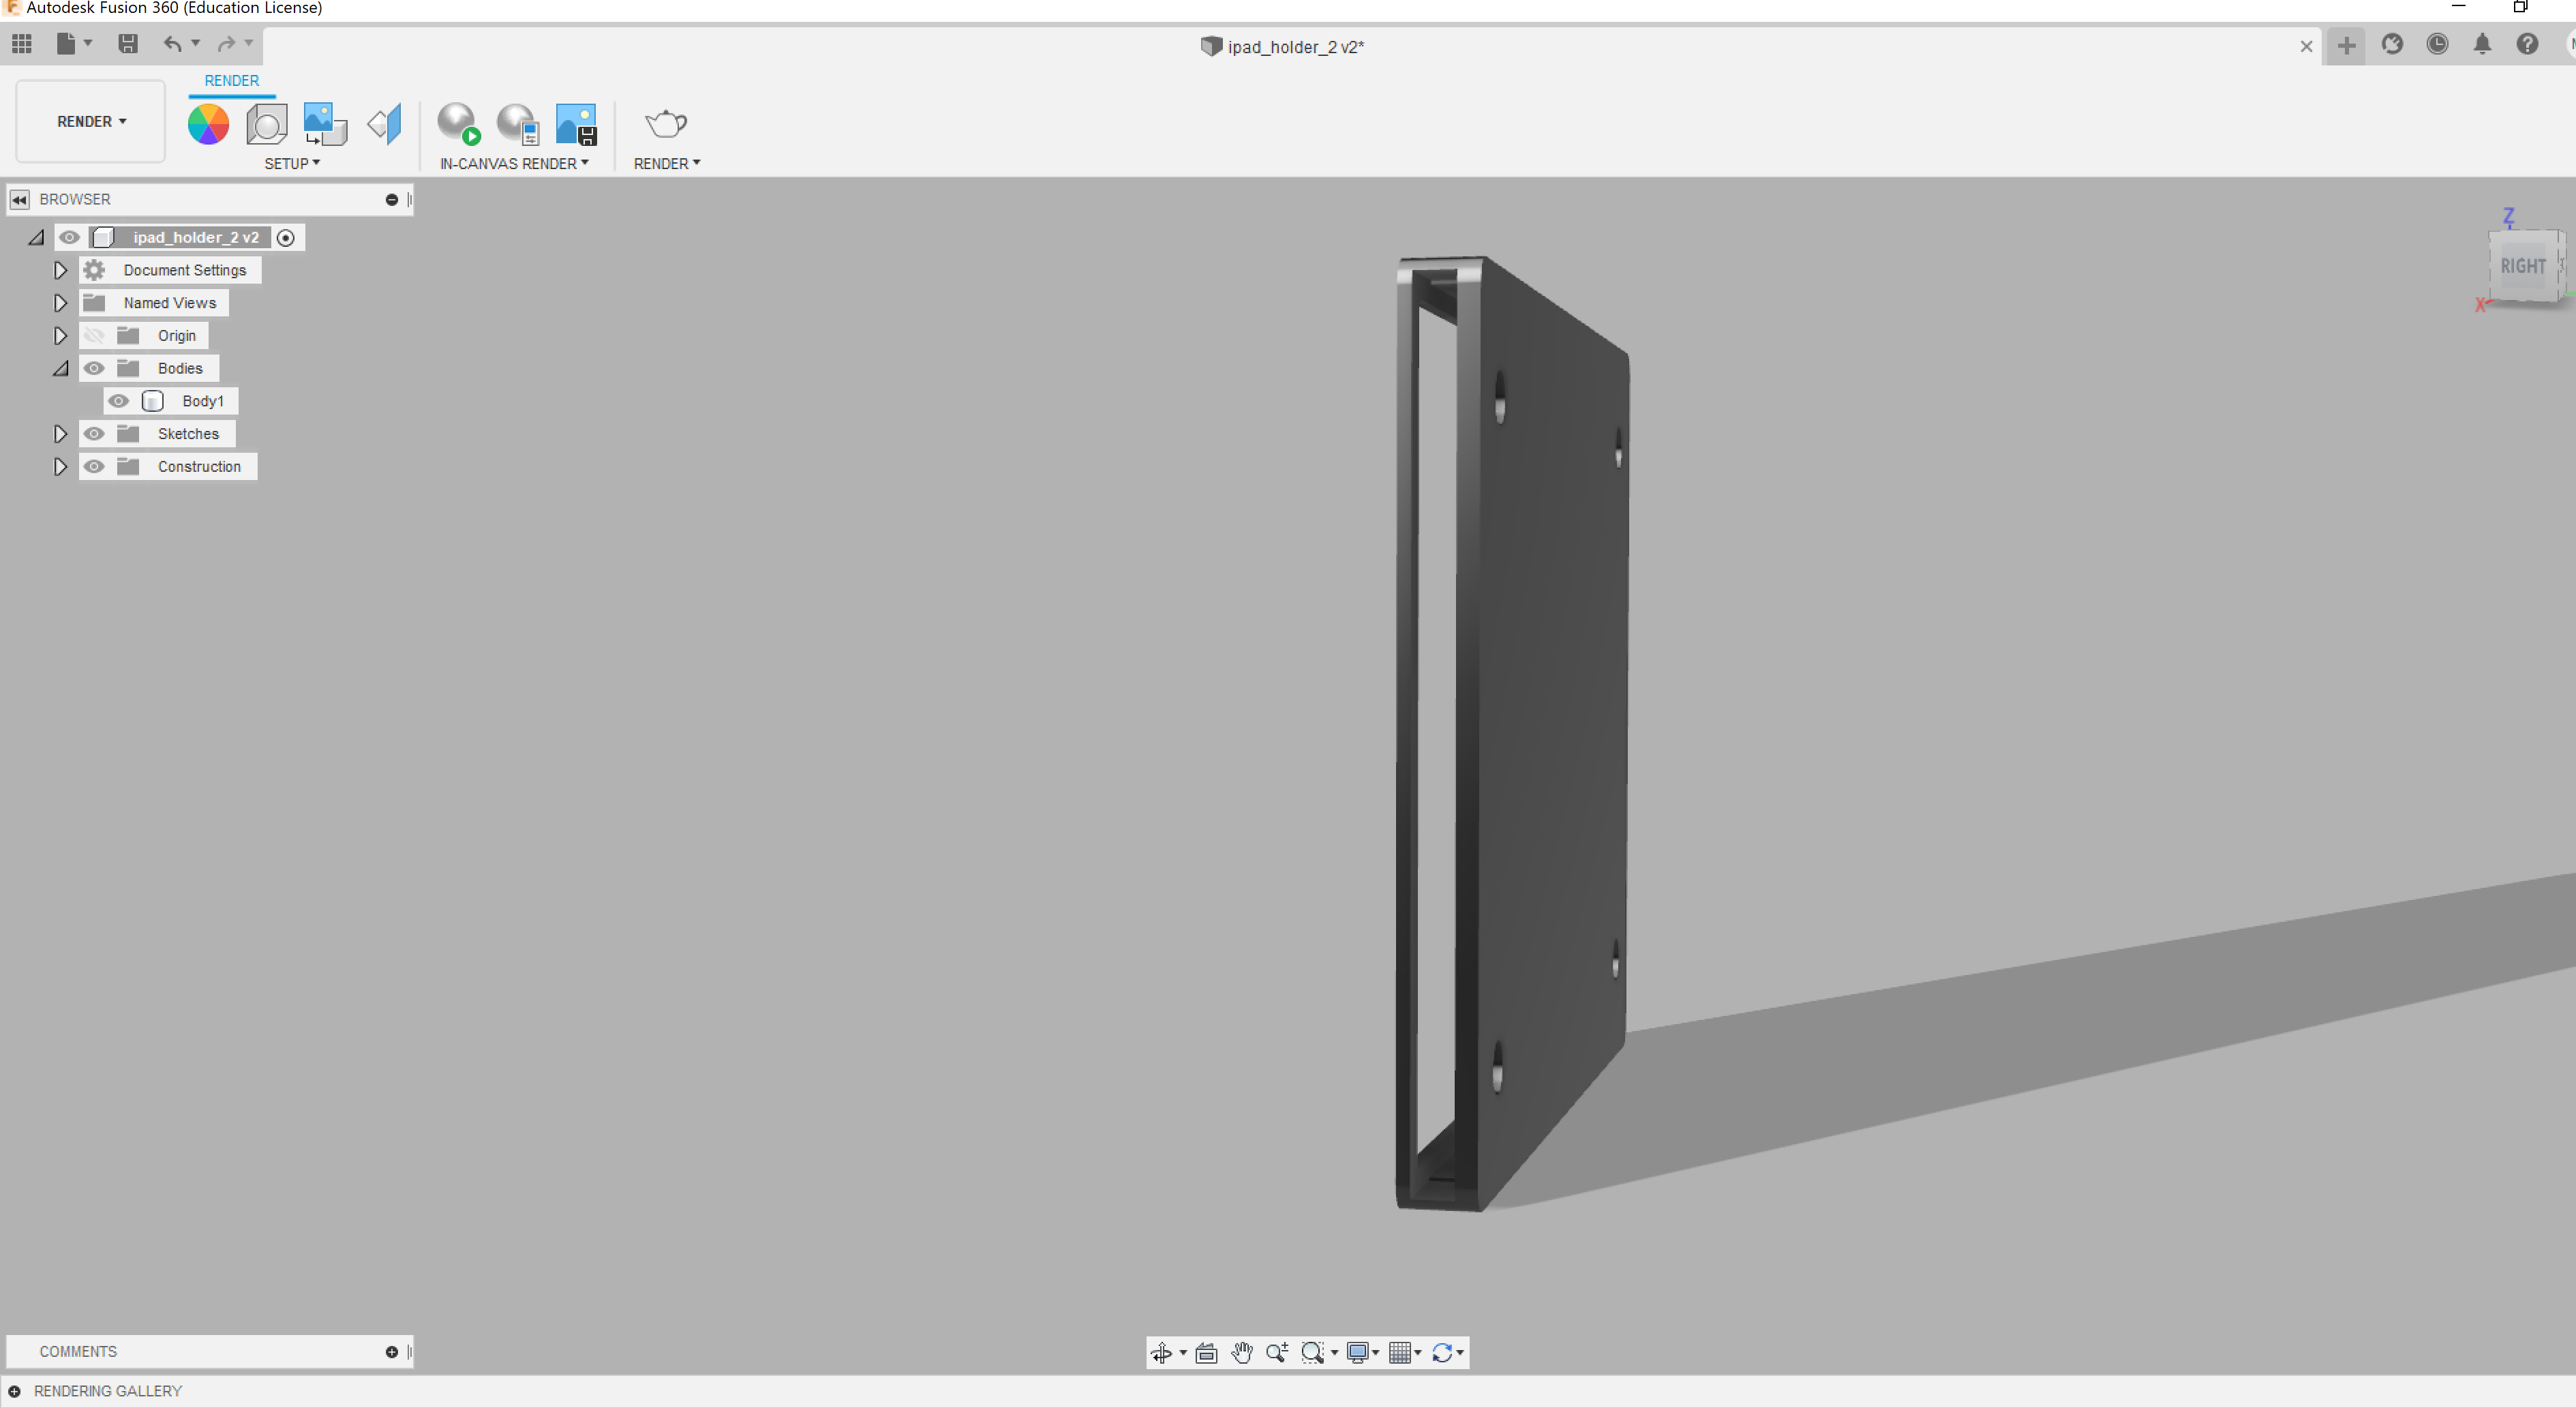 Autodesk Fusion 360 (Education License)
ipad_holder_2 v2*
RENDER
RENDER
SETUP
IN-CANVAS RENDER
RENDER
BROWSER
ipad_holder_2 v2
Document Settings
Named Views
Origin
Bodies
Body1
Sketches
Construction
Z
RIGHT
X
COMMENTS
RENDERING GALLERY